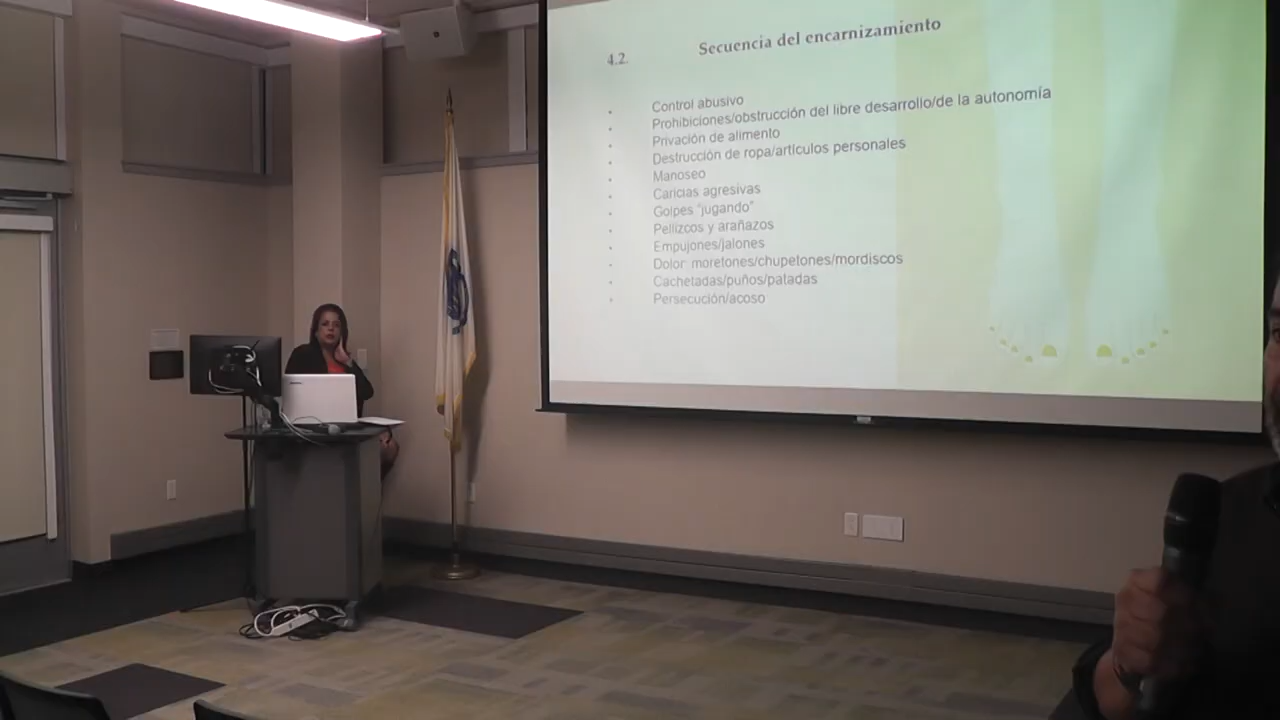 4.2. Secuencia del encarnizamiento
Control abusivo
Prohibiciones/obstrucción del libre desarrollo/de la autonomía
Privación de alimento
Destrucción de ropa/artículos personales
Manoseo
Caricias agresivas
Golpes "jugando"
Pellizcos y arañazos
Empujones/jalones
Dolor: moretones/chupetones/mordiscos
Cachetadas/puños/patadas
Persecución/acoso